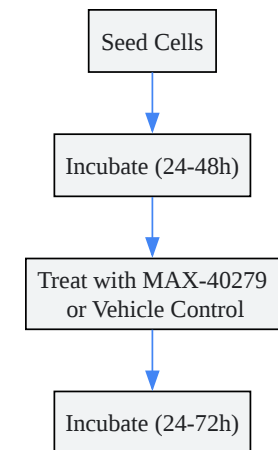 Seed Cells
Incubate (24-48h)
Treat with MAX-40279
or Vehicle Control
Incubate (24-72h)